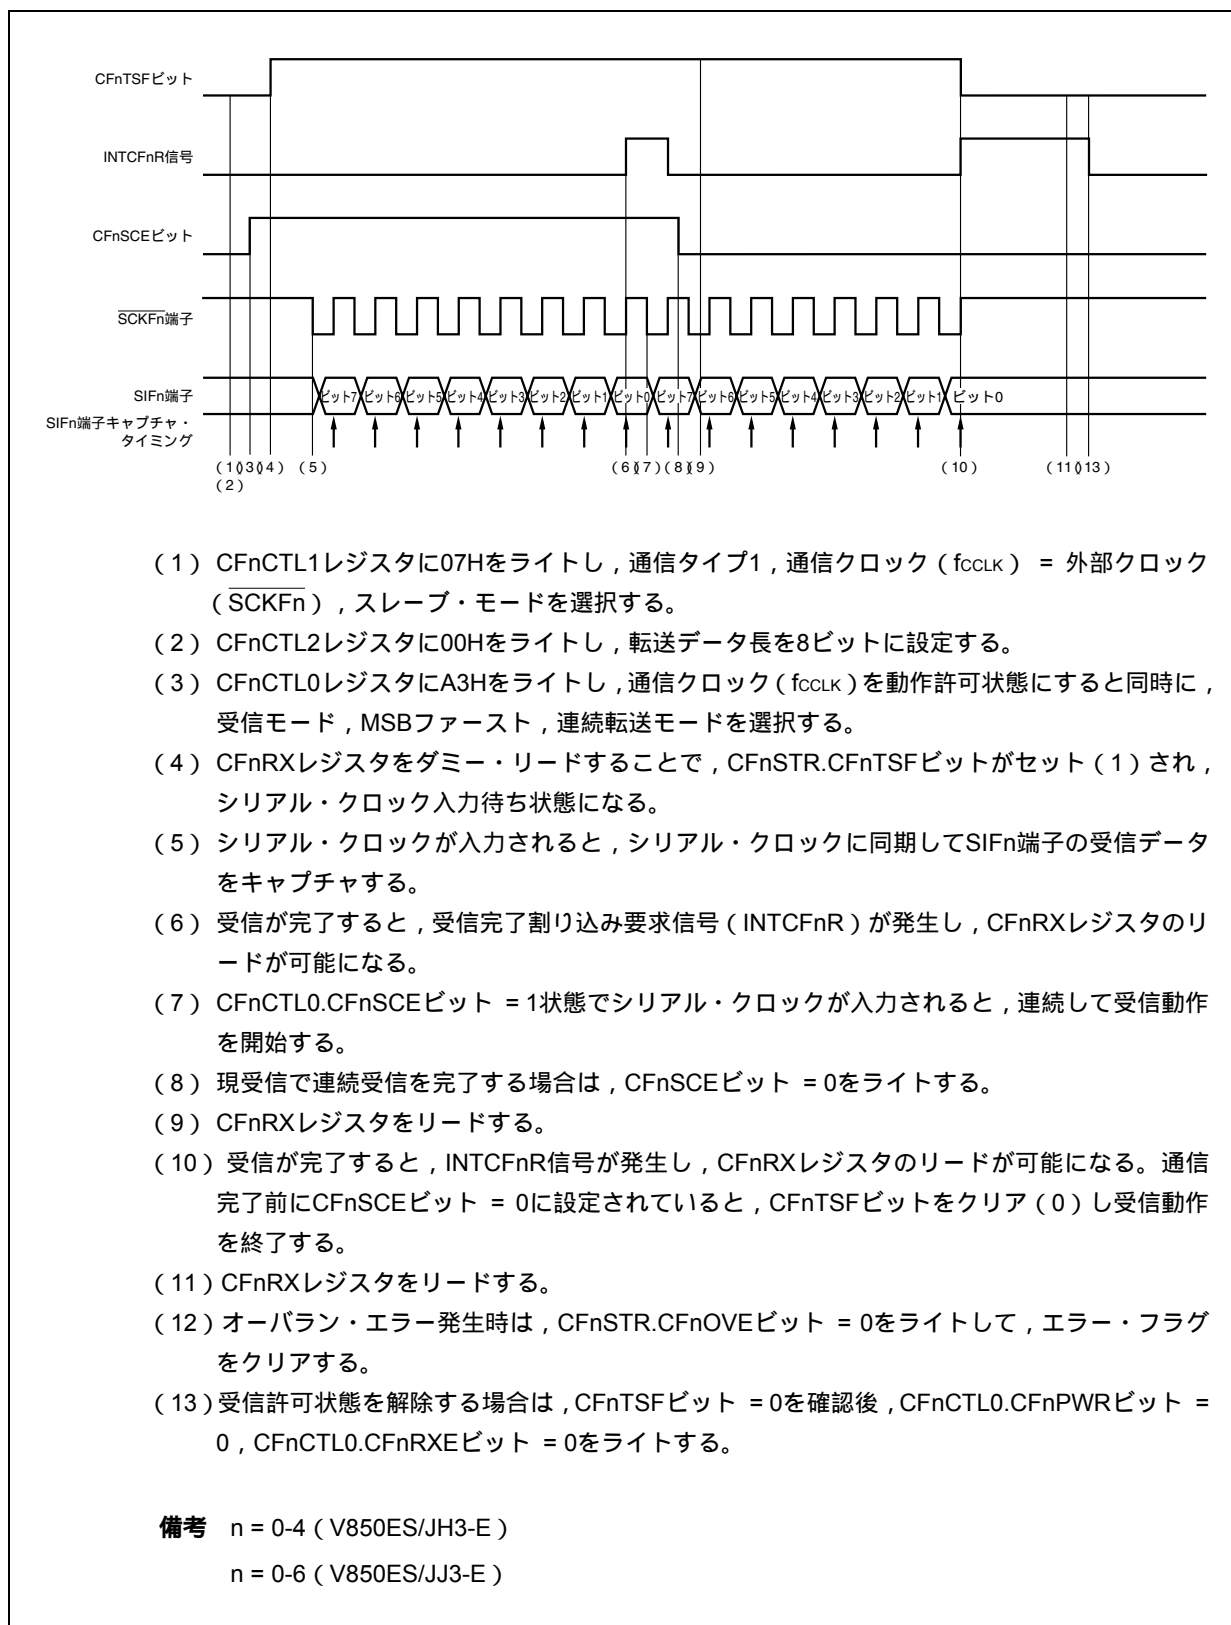 CFnTSFビット
INTCFnR信号
CFnSCEビット
SCKFn端子
SIFn端子
ビット7 ビット6 ビット5 ビット4 ビット3 ビット2 ビット1 ビット0 ビット7 ビット6 ビット5 ビット4 ビット3 ビット2 ビット1 ビット0
SIFn端子キャプチャ・
タイミング
(1)(3)(4) (5) (6)(7)(8)(9) (10) (11)(13)
(2)
(1) CFnCTL1レジスタに07Hをライトし,通信タイプ1,通信クロック(fCCLK) = 外部クロック
(SCKFn),スレーブ・モードを選択する。
(2) CFnCTL2レジスタに00Hをライトし,転送データ長を8ビットに設定する。
(3) CFnCTL0レジスタにA3Hをライトし,通信クロック(fCCLK)を動作許可状態にすると同時に,
受信モード,MSBファースト,連続転送モードを選択する。
(4) CFnRXレジスタをダミー・リードすることで,CFnSTR.CFnTSFビットがセット(1)され,
シリアル・クロック入力待ち状態になる。
(5) シリアル・クロックが入力されると,シリアル・クロックに同期してSIFn端子の受信データ
をキャプチャする。
(6) 受信が完了すると,受信完了割り込み要求信号(INTCFnR)が発生し,CFnRXレジスタのリ
ードが可能になる。
(7) CFnCTL0.CFnSCEビット = 1状態でシリアル・クロックが入力されると,連続して受信動作
を開始する。
(8) 現受信で連続受信を完了する場合は,CFnSCEビット = 0をライトする。
(9) CFnRXレジスタをリードする。
(10) 受信が完了すると,INTCFnR信号が発生し,CFnRXレジスタのリードが可能になる。通信
完了前にCFnSCEビット = 0に設定されていると,CFnTSFビットをクリア(0)し受信動作
を終了する。
(11) CFnRXレジスタをリードする。
(12) オーバラン・エラー発生時は,CFnSTR.CFnOVEビット = 0をライトして,エラー・フラグ
をクリアする。
(13) 受信許可状態を解除する場合は,CFnTSFビット = 0を確認後,CFnCTL0.CFnPWRビット =
0,CFnCTL0.CFnRXEビット = 0をライトする。
備考 n = 0-4(V850ES/JH3-E)
n = 0-6(V850ES/JJ3-E)